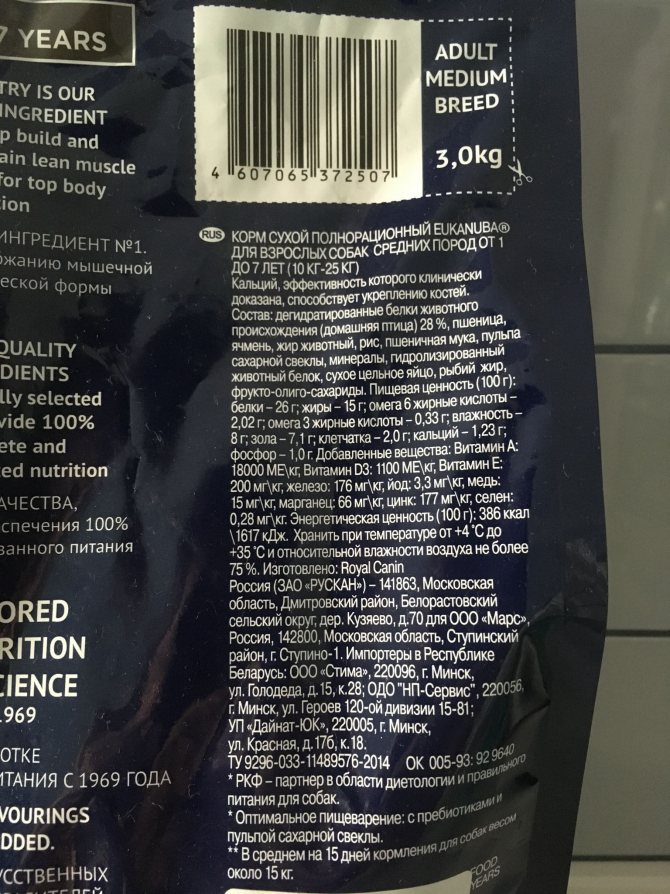 7 YEARS
TRY IS OUR
INGREDIENT
p build and
ain lean muscle
for top body
ion
ИНГРЕДИЕНТ №1.
ржанию мышечной
ческой формы
QUALITY
DIENTS
lly selected
vide 100%
ete and
ed nutrition
АЧЕСТВА,
спечения 100%
ванного питания
ORED
RITION
CIENCE
1969
ОТКЕ
ИТАНИЯ С 1969 ГОДА
VOURINGS
DDED.
УССТВЕННЫХ
4 607065 372507
ADULT
MEDIUM
BREED
3,0kg
RUS КОРМ СУХОЙ ПОЛНОРАЦИОННЫЙ EUKANUBA®
ДЛЯ ВЗРОСЛЫХ СОБАК СРЕДНИХ ПОРОД ОТ 1
ДО 7 ЛЕТ (10 КГ-25 КГ)
Кальций, эффективность которого клинически
доказана, способствует укреплению костей.
Состав: дегидратированные белки животного
происхождения (домашняя птица) 28 %, пшеница,
ячмень, жир животный, рис, пшеничная мука, пульпа
сахарной свеклы, минералы, гидролизированный
животный белок, сухое цельное яйцо, рыбий жир,
фрукто-олиго-сахариды. Пищевая ценность (100 г):
белки – 26 г; жиры – 15 г; омега 6 жирные кислоты –
2,02 г; омега 3 жирные кислоты – 0,33 г; влажность –
8 г; зола – 7,1 г; клетчатка – 2,0 г; кальций – 1,23 г;
фосфор – 1,0 г. Добавленные вещества: Витамин А:
18000 МЕ\кг, Витамин D3: 1100 МЕ\кг, Витамин Е:
200 мг\кг, железо: 176 мг\кг, йод: 3,3 мг\кг, медь:
15 мг\кг, марганец: 66 мг\кг, цинк: 177 мг\кг, селен:
0,28 мг\кг. Энергетическая ценность (100 г): 386 ккал
\1617 кДж. Хранить при температуре от +4 °С до
+35 °С и относительной влажности воздуха не более
75 %. Изготовлено: Royal Canin
Россия (ЗАО «РУСКАН») – 141863, Московская
область, Дмитровский район, Белорастовский
сельский округ, дер. Кузяево, д.70 для ООО «Марс»,
Россия, 142800, Московская область, Ступинский
район, г. Ступино-1. Импортеры в Республике
Беларусь: ООО «Стима», 220096, г. Минск,
ул. Голодеда, д. 15, к.28; ОДО "НП-Сервис", 220056,
г. Минск, ул. Героев 120-ой дивизии 15-81;
УП «Дайнат-ЮК», 220005, г. Минск,
ул. Красная, д. 17б, к.18.
ТУ 9296-033-11489576-2014 ОК 005-93: 92 9640
* РКФ – партнер в области диетологии и правильного
питания для собак.
* Оптимальное пищеварение: с пребиотиками и
пульпой сахарной свеклы.
** В среднем на 15 дней кормления для собак весом
около 15 кг.
FOOD
YEARS